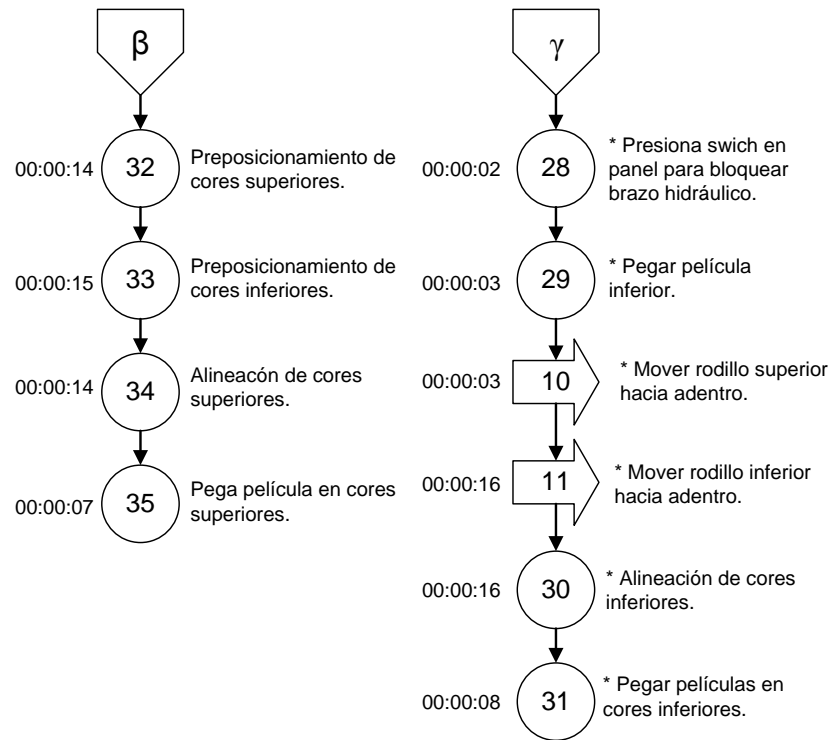 β
00:00:14
32
Preposicionamiento de
cores superiores.
00:00:15
33
Preposicionamiento de
cores inferiores.
00:00:14
34
Alineacón de cores
superiores.
00:00:07
35
Pega película en cores
superiores.
γ
00:00:02
28
* Presiona swich en
panel para bloquear
brazo hidráulico.
00:00:03
29
* Pegar película
inferior.
00:00:03
10
* Mover rodillo superior
hacia adentro.
00:00:16
11
* Mover rodillo inferior
hacia adentro.
00:00:16
30
* Alineación de cores
inferiores.
00:00:08
31
* Pegar películas en
cores inferiores.